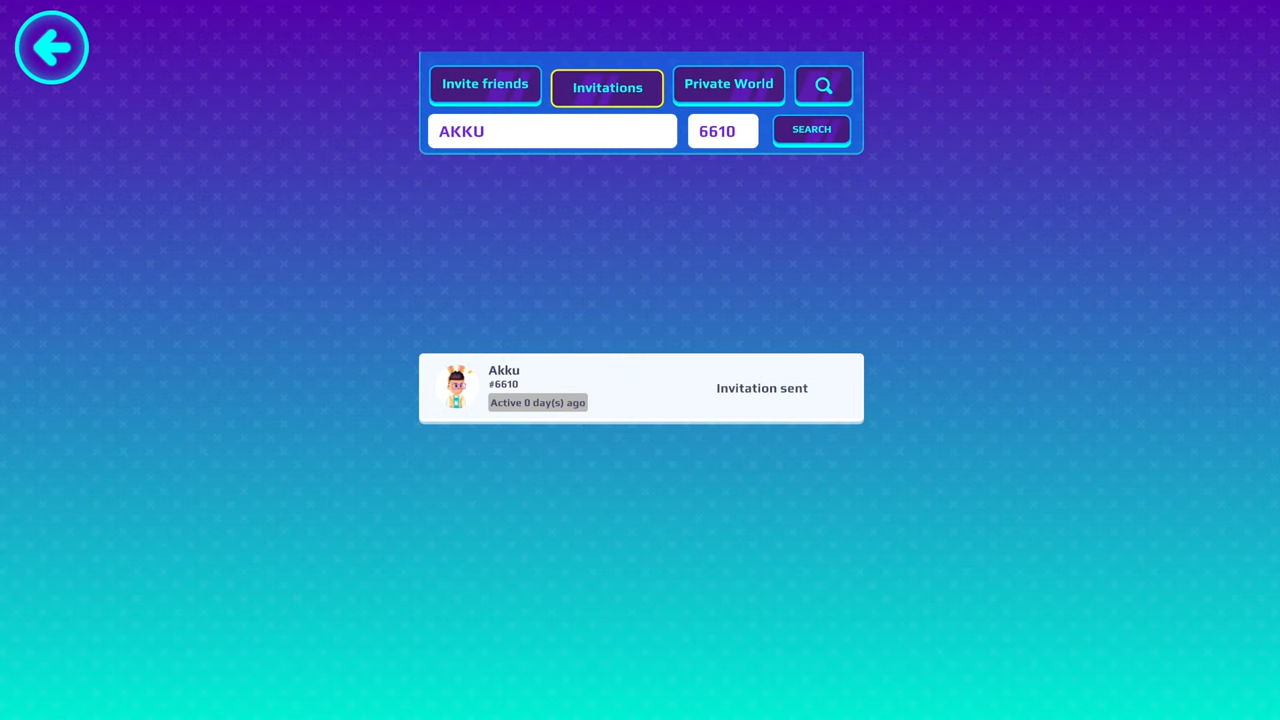 Invite friends
Invitations
Private World
AKKU
6610
SEARCH
Akku
#6610
Active 0 day(s) ago
Invitation sent